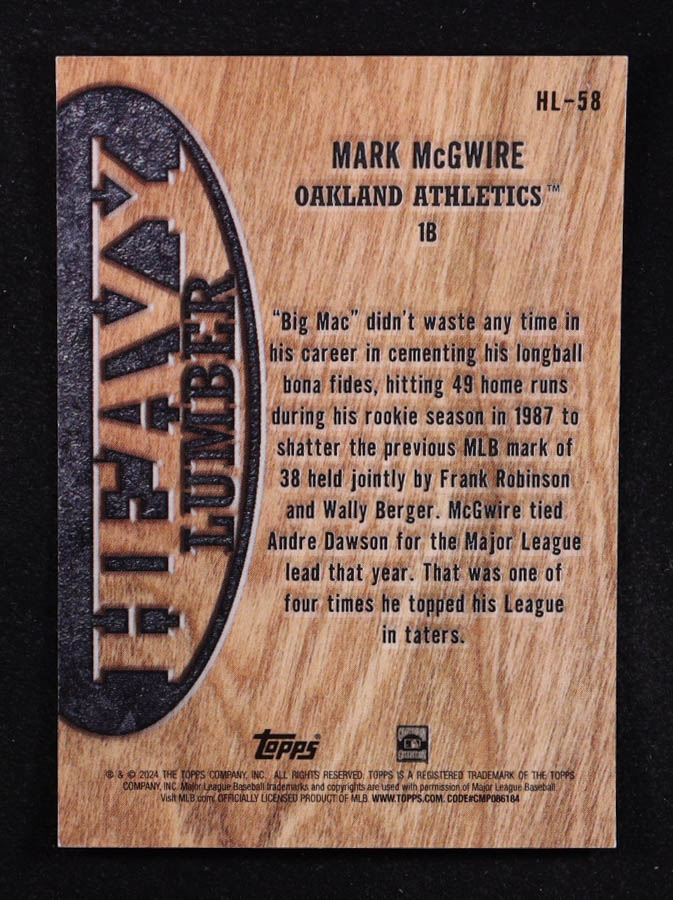 HL-58
MARK McGWIRE
OAKLAND ATHLETICS™
1B
HEAVY
LUMBER
"Big Mac" didn't waste any time in
his career in cementing his longball
bona fides, hitting 49 home runs
during his rookie season in 1987 to
shatter the previous MLB mark of
38 held jointly by Frank Robinson
and Wally Berger. McGwire tied
Andre Dawson for the Major League
lead that year. That was one of
four times he topped his League
in taters.
Topps®
® & © 2024 THE TOPPS COMPANY, INC. ALL RIGHTS RESERVED. TOPPS IS A REGISTERED TRADEMARK OF THE TOPPS
COMPANY, INC. Major League Baseball trademarks and copyrights are used with permission of Major League Baseball.
Visit MLB.com. OFFICIALLY LICENSED PRODUCT OF MLB. WWW.TOPPS.COM. CODE#CMP086184